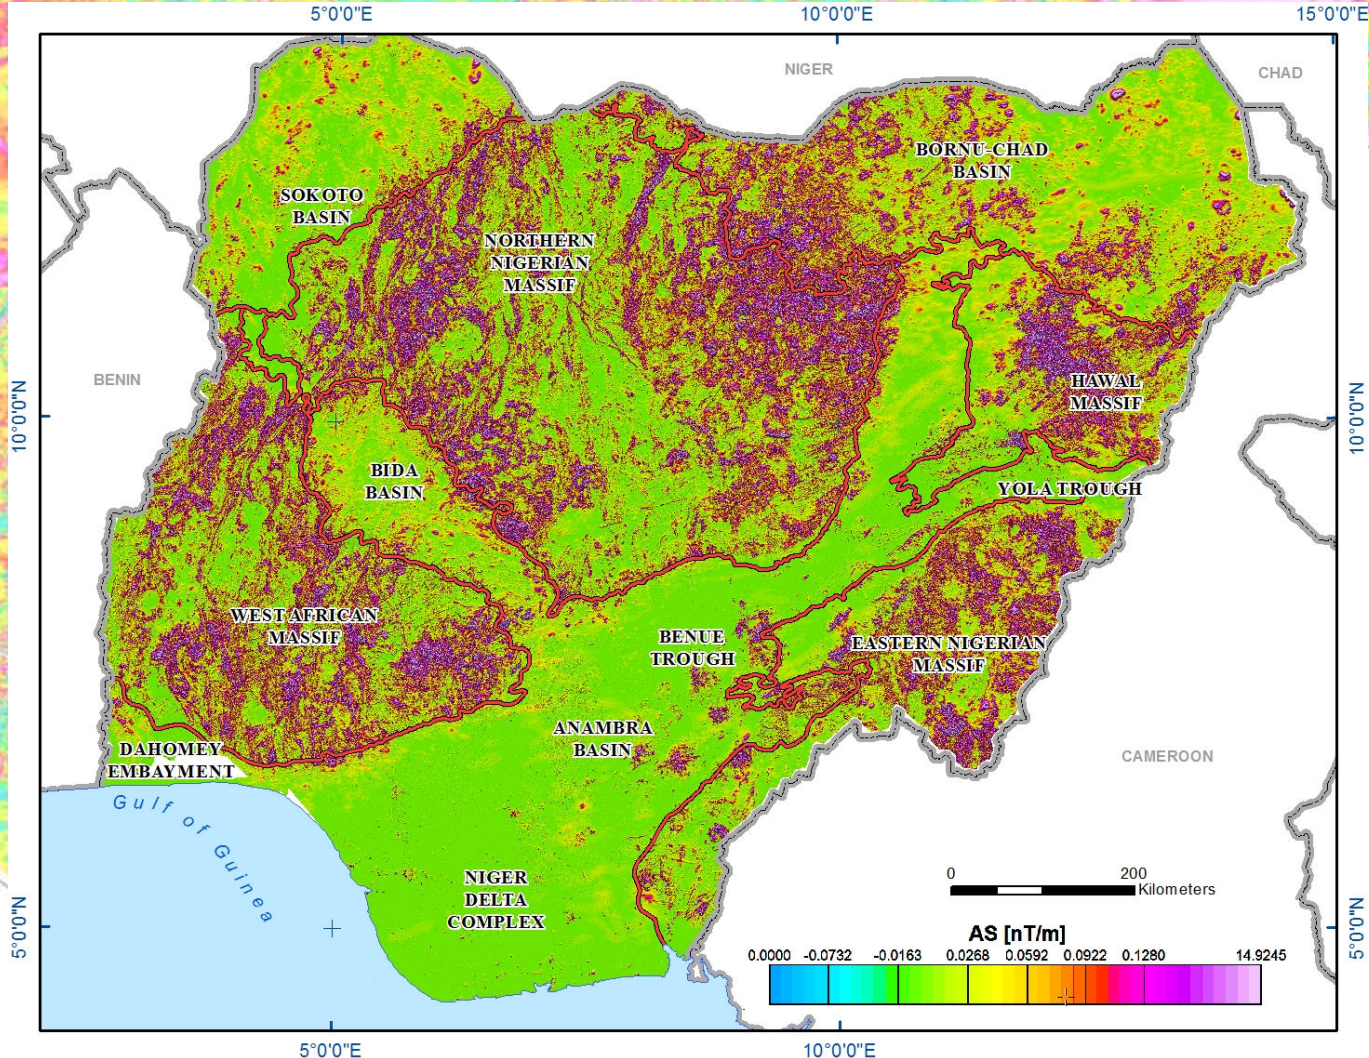 5°0'0"E 10°0'0"E 15°0'0"E
NIGER
CHAD
BORNU-CHAD
BASIN
SOKOTO
BASIN
NORTHERN
NIGERIAN
MASSIF
BENIN
HAWAL
MASSIF
10°0'0"N
10°0'0"N
BIDA
BASIN
YOLA TROUGH
WEST AFRICAN
MASSIF
BENUE
TROUGH
EASTERN NIGERIAN
MASSIF
ANAMBRA
BASIN
DAHOMEY
EMBAYMENT
CAMEROON
Gulf of Guinea
NIGER
DELTA
COMPLEX
0 200
Kilometers
5°0'0"N
5°0'0"N
AS [nT/m]
0.0000 -0.0732 -0.0163 0.0268 0.0592 0.0922 0.1280 14.9245
5°0'0"E 10°0'0"E